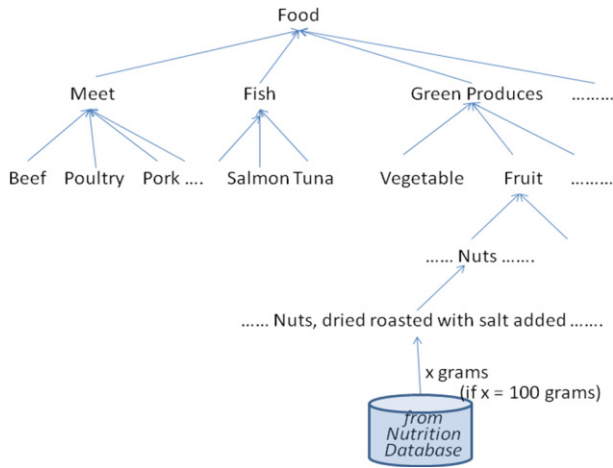 Food
Meet Fish Green Produces ………
Beef Poultry Pork …. Salmon Tuna Vegetable Fruit ………
…… Nuts …….
…… Nuts, dried roasted with salt added …….
x grams
(if x = 100 grams)
from
Nutrition
Database